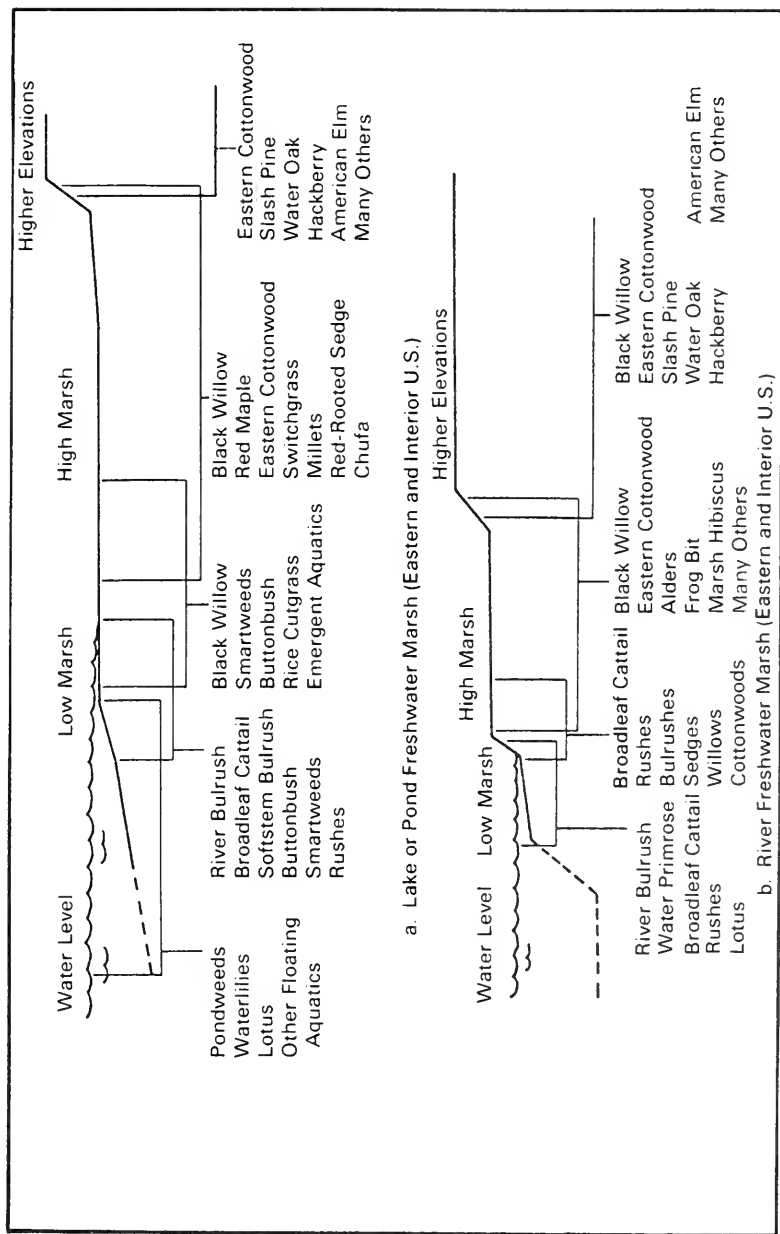 Water Level
Low Marsh
High Marsh
Higher Elevations
Pondweeds
Waterlilies
Lotus
Other Floating
Aquatics
River Bulrush
Broadleaf Cattail
Softstem Bulrush
Buttonbush
Smartweeds
Rushes
Black Willow
Smartweeds
Buttonbush
Rice Cutgrass
Emergent Aquatics
Black Willow
Red Maple
Eastern Cottonwood
Switchgrass
Millets
Red-Rooted Sedge
Chufa
Eastern Cottonwood
Slash Pine
Water Oak
Hackberry
American Elm
Many Others
a. Lake or Pond Freshwater Marsh (Eastern and Interior U.S.)
Water Level
Low Marsh
High Marsh
Higher Elevations
River Bulrush
Water Primrose
Broadleaf Cattail
Rushes
Lotus
Broadleaf Cattail
Rushes
Bulrushes
Sedges
Willows
Cottonwoods
Black Willow
Eastern Cottonwood
Alders
Frog Bit
Marsh Hibiscus
Many Others
Black Willow
Eastern Cottonwood
Slash Pine
Water Oak
Hackberry
American Elm
Many Others
b. River Freshwater Marsh (Eastern and Interior U.S.)